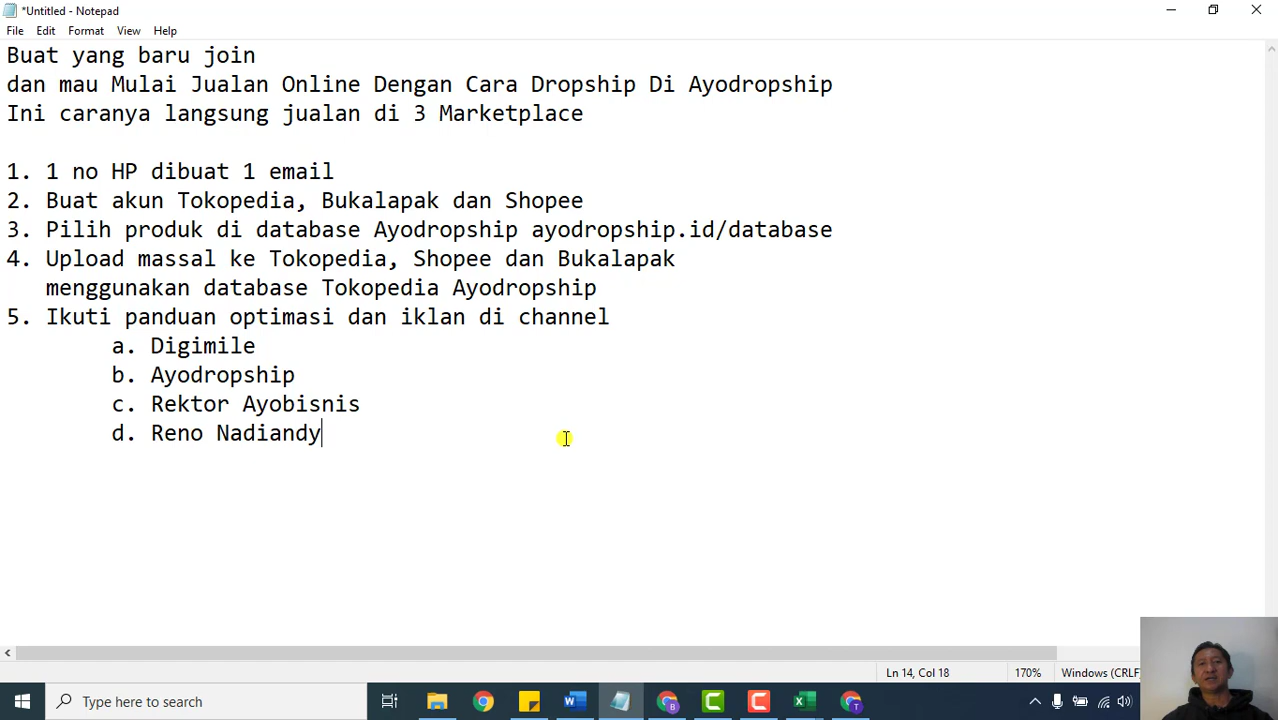 *Untitled - Notepad
File Edit Format View Help
Buat yang baru join
dan mau Mulai Jualan Online Dengan Cara Dropship Di Ayodropship
Ini caranya langsung jualan di 3 Marketplace
1. 1 no HP dibuat 1 email
2. Buat akun Tokopedia, Bukalapak dan Shopee
3. Pilih produk di database Ayodropship ayodropship.id/database
4. Upload massal ke Tokopedia, Shopee dan Bukalapak
menggunakan database Tokopedia Ayodropship
5. Ikuti panduan optimasi dan iklan di channel
a. Digimile
b. Ayodropship
c. Rektor Ayobisnis
d. Reno Nadiandy
Ln 14, Col 18 170% Windows (CRLF
Type here to search